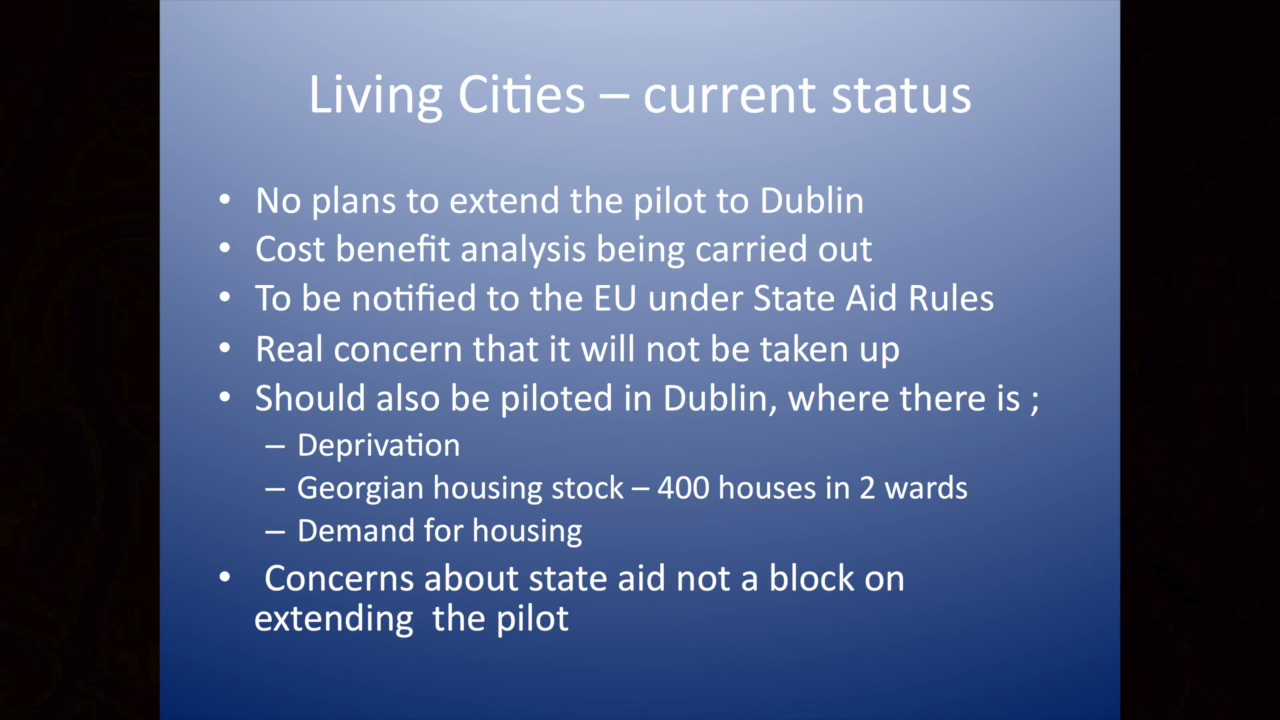 Living Cities – current status
• No plans to extend the pilot to Dublin
• Cost benefit analysis being carried out
• To be notified to the EU under State Aid Rules
• Real concern that it will not be taken up
• Should also be piloted in Dublin, where there is ;
– Deprivation
– Georgian housing stock – 400 houses in 2 wards
– Demand for housing
• Concerns about state aid not a block on
extending the pilot